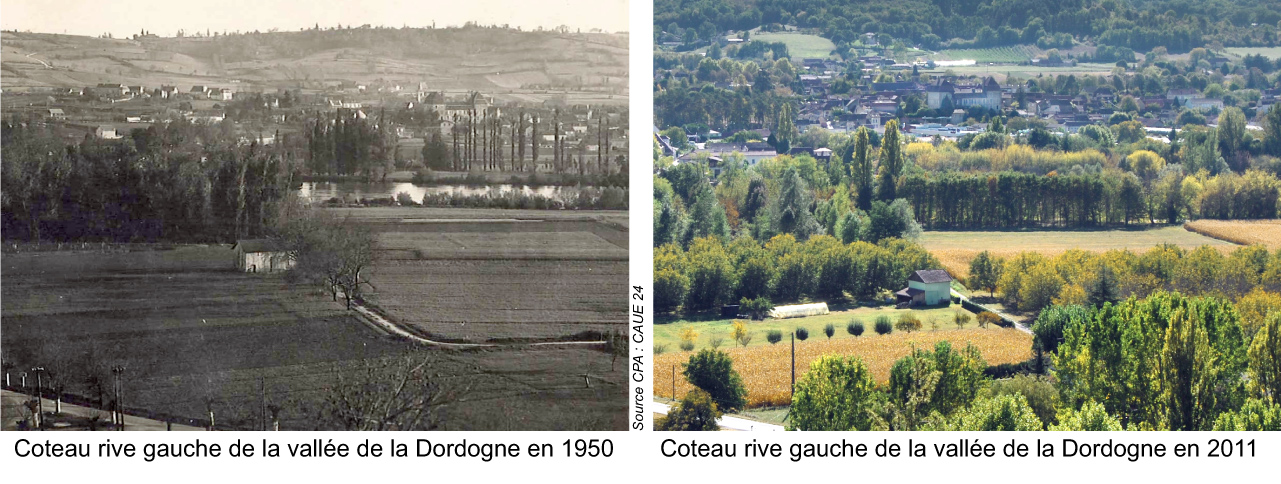 Source CPA : CAUE 24
Coteau rive gauche de la vallée de la Dordogne en 1950
Coteau rive gauche de la vallée de la Dordogne en 2011